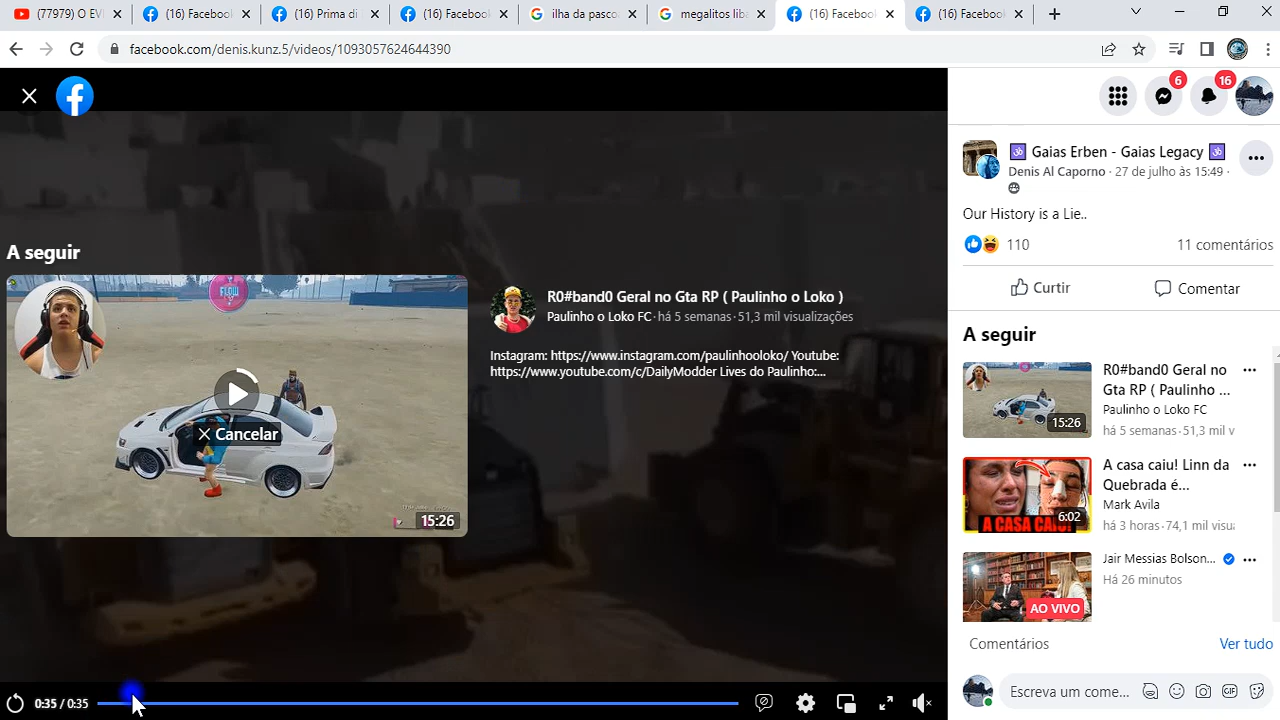 (77979) O EV
(16) Facebook
(16) Prima di
(16) Facebook
ilha da pasco
megalitos liba
(16) Facebook
(16) Facebook
facebook.com/denis.kunz.5/videos/1093057624644390
6
16
🕉 Gaias Erben - Gaias Legacy 🕉
Denis Al Caporno · 27 de julho às 15:49 ·
Our History is a Lie..
110
11 comentários
Curtir
Comentar
A seguir
FLOW
Cancelar
15:26
R0#band0 Geral no Gta RP ( Paulinho o Loko )
Paulinho o Loko FC · há 5 semanas · 51,3 mil visualizações
Instagram: https://www.instagram.com/paulinhooloko/ Youtube:
https://www.youtube.com/c/DailyModder Lives do Paulinho:...
0:35 / 0:35
A seguir
15:26
R0#band0 Geral no
Gta RP ( Paulinho ...
Paulinho o Loko FC
há 5 semanas · 51,3 mil v
A CASA CAIU!
6:02
A casa caiu! Linn da
Quebrada é...
Mark Avila
há 3 horas · 74,1 mil visu
AO VIVO
Jair Messias Bolson...
Há 26 minutos
Comentários
Ver tudo
Escreva um come...
GIF